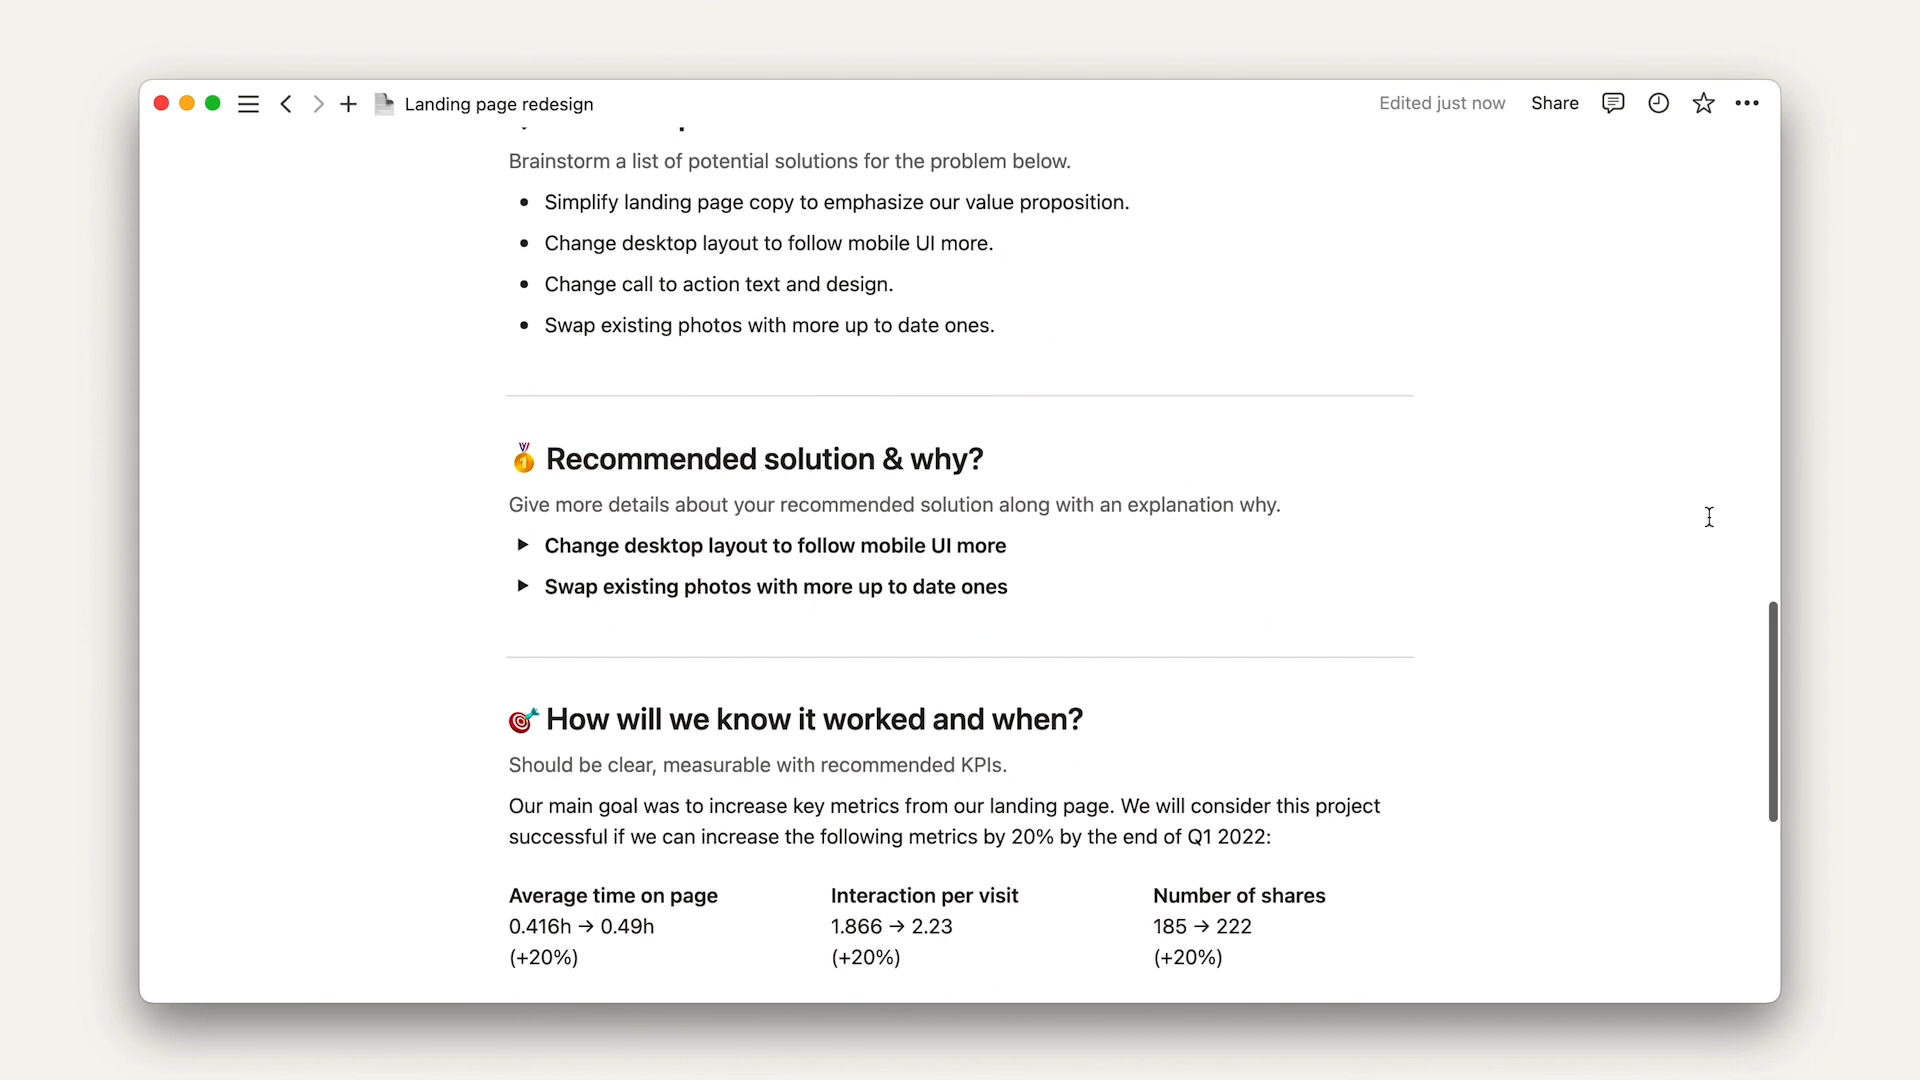 Landing page redesign
Edited just now
Share
Brainstorm a list of potential solutions for the problem below.
• Simplify landing page copy to emphasize our value proposition.
• Change desktop layout to follow mobile UI more.
• Change call to action text and design.
• Swap existing photos with more up to date ones.
🥇 Recommended solution & why?
Give more details about your recommended solution along with an explanation why.
Change desktop layout to follow mobile UI more
Swap existing photos with more up to date ones
🎯 How will we know it worked and when?
Should be clear, measurable with recommended KPIs.
Our main goal was to increase key metrics from our landing page. We will consider this project
successful if we can increase the following metrics by 20% by the end of Q1 2022:
Average time on page
0.416h → 0.49h
(+20%)
Interaction per visit
1.866 → 2.23
(+20%)
Number of shares
185 → 222
(+20%)